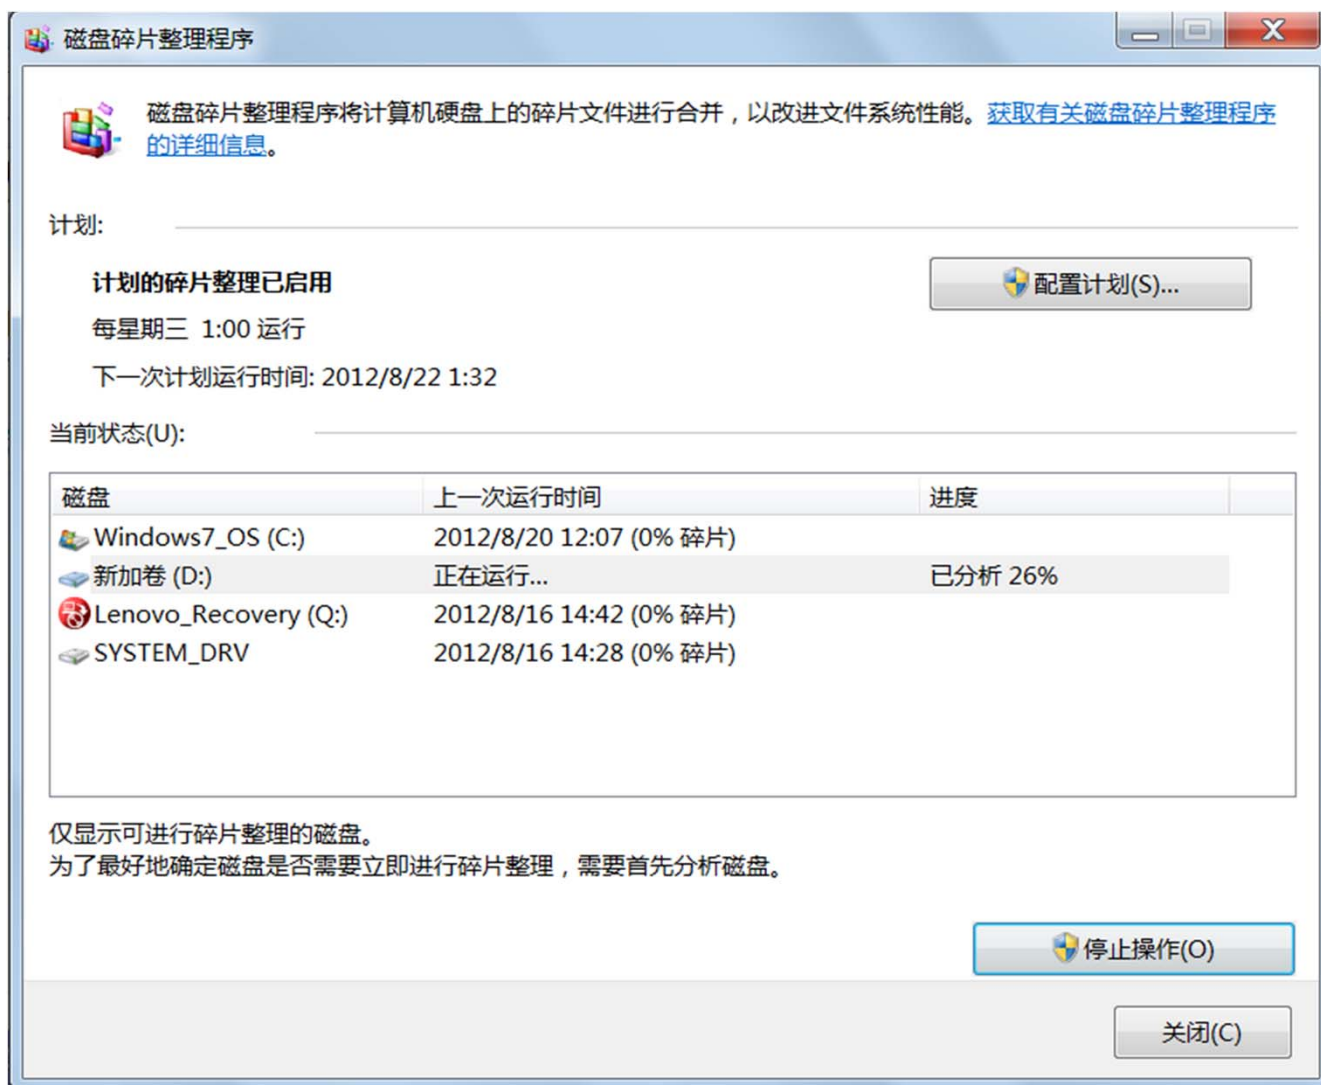 磁盘碎片整理程序
磁盘碎片整理程序将计算机硬盘上的碎片文件进行合并，以改进文件系统性能。获取有关磁盘碎片整理程序
的详细信息。
计划:
计划的碎片整理已启用
配置计划(S)...
每星期三 1:00 运行
下一次计划运行时间: 2012/8/22 1:32
当前状态(U):
磁盘 上一次运行时间 进度
Windows7_OS (C:) 2012/8/20 12:07 (0% 碎片)
新加卷 (D:) 正在运行... 已分析 26%
Lenovo_Recovery (Q:) 2012/8/16 14:42 (0% 碎片)
SYSTEM_DRV 2012/8/16 14:28 (0% 碎片)
仅显示可进行碎片整理的磁盘。
为了最好地确定磁盘是否需要立即进行碎片整理，需要首先分析磁盘。
停止操作(O)
关闭(C)